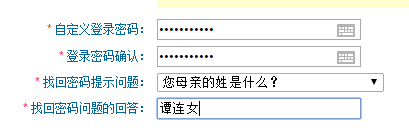 *自定义登录密码： •••••••••••
*登录密码确认： •••••••••••
*找回密码提示问题： 您母亲的姓是什么？
*找回密码问题的回答： 谭连女